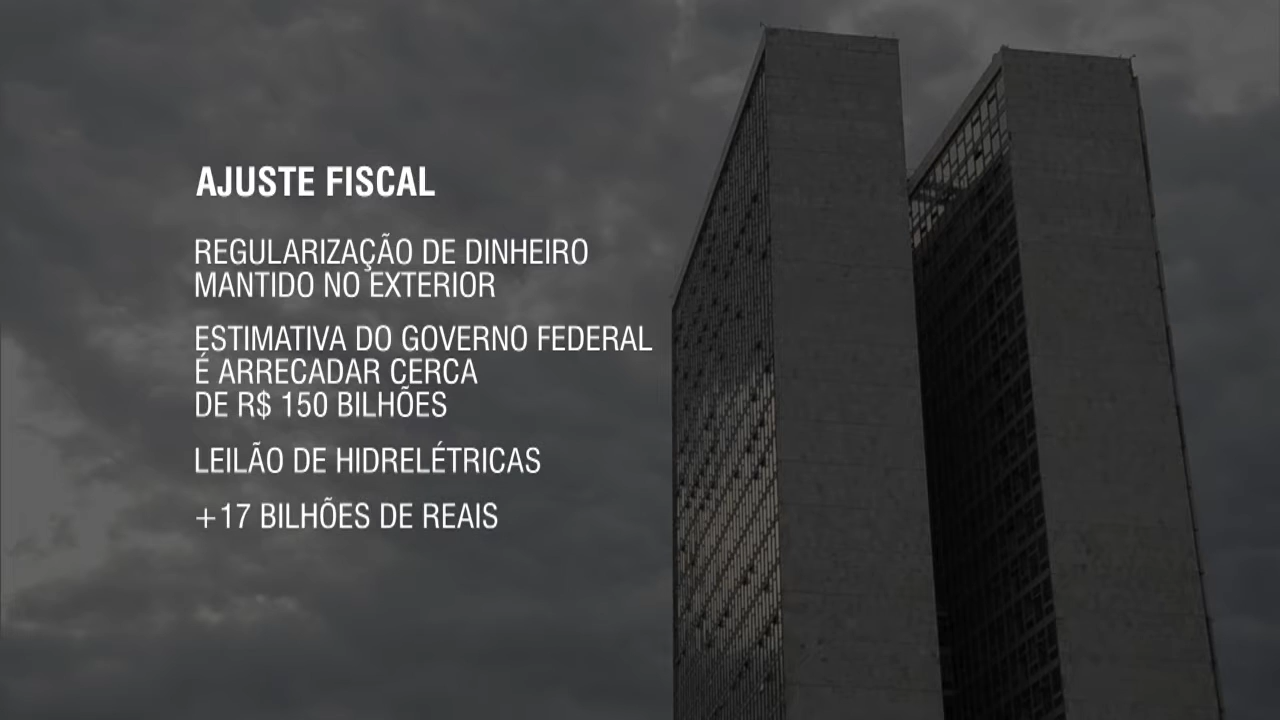 AJUSTE FISCAL
REGULARIZAÇÃO DE DINHEIRO
MANTIDO NO EXTERIOR
ESTIMATIVA DO GOVERNO FEDERAL
É ARRECADAR CERCA
DE R$ 150 BILHÕES
LEILÃO DE HIDRELÉTRICAS
+17 BILHÕES DE REAIS